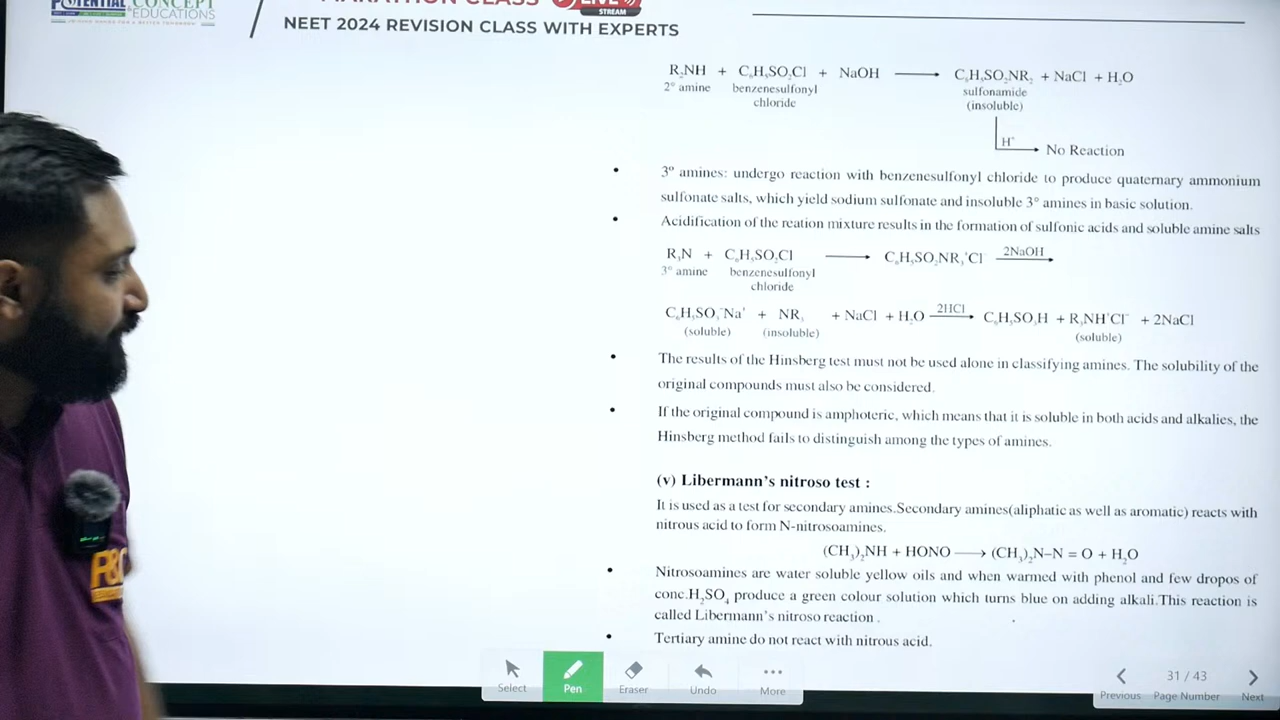 POTENTIAL CONCEPT
EDUCATIONS
MARATHON CLASS LIVE
STREAM
NEET 2024 REVISION CLASS WITH EXPERTS
R₂NH + C₆H₅SO₂Cl + NaOH ⟶ C₆H₅SO₂NR₂ + NaCl + H₂O
2° amine benzenesulfonyl sulfonamide
chloride (insoluble)
H⁺ ⟶ No Reaction
• 3° amines: undergo reaction with benzenesulfonyl chloride to produce quaternary ammonium
sulfonate salts, which yield sodium sulfonate and insoluble 3° amines in basic solution.
• Acidification of the reation mixture results in the formation of sulfonic acids and soluble amine salts
R₃N + C₆H₅SO₂Cl ⟶ C₆H₅SO₂NR₃⁺Cl⁻ 2NaOH ⟶
3° amine benzenesulfonyl
chloride
C₆H₅SO₃⁻Na⁺ + NR₃ + NaCl + H₂O 2HCl ⟶ C₆H₅SO₃H + R₃NH⁺Cl⁻ + 2NaCl
(soluble) (insoluble) (soluble)
• The results of the Hinsberg test must not be used alone in classifying amines. The solubility of the
original compounds must also be considered.
• If the original compound is amphoteric, which means that it is soluble in both acids and alkalies, the
Hinsberg method fails to distinguish among the types of amines.
(v) Libermann's nitroso test :
It is used as a test for secondary amines.Secondary amines(aliphatic as well as aromatic) reacts with
nitrous acid to form N-nitrosoamines.
(CH₃)₂NH + HONO ⟶ (CH₃)₂N–N = O + H₂O
• Nitrosoamines are water soluble yellow oils and when warmed with phenol and few dropos of
conc.H₂SO₄ produce a green colour solution which turns blue on adding alkali.This reaction is
called Libermann's nitroso reaction .
• Tertiary amine do not react with nitrous acid.
Select Pen Eraser Undo More
31 / 43
Previous Page Number Next